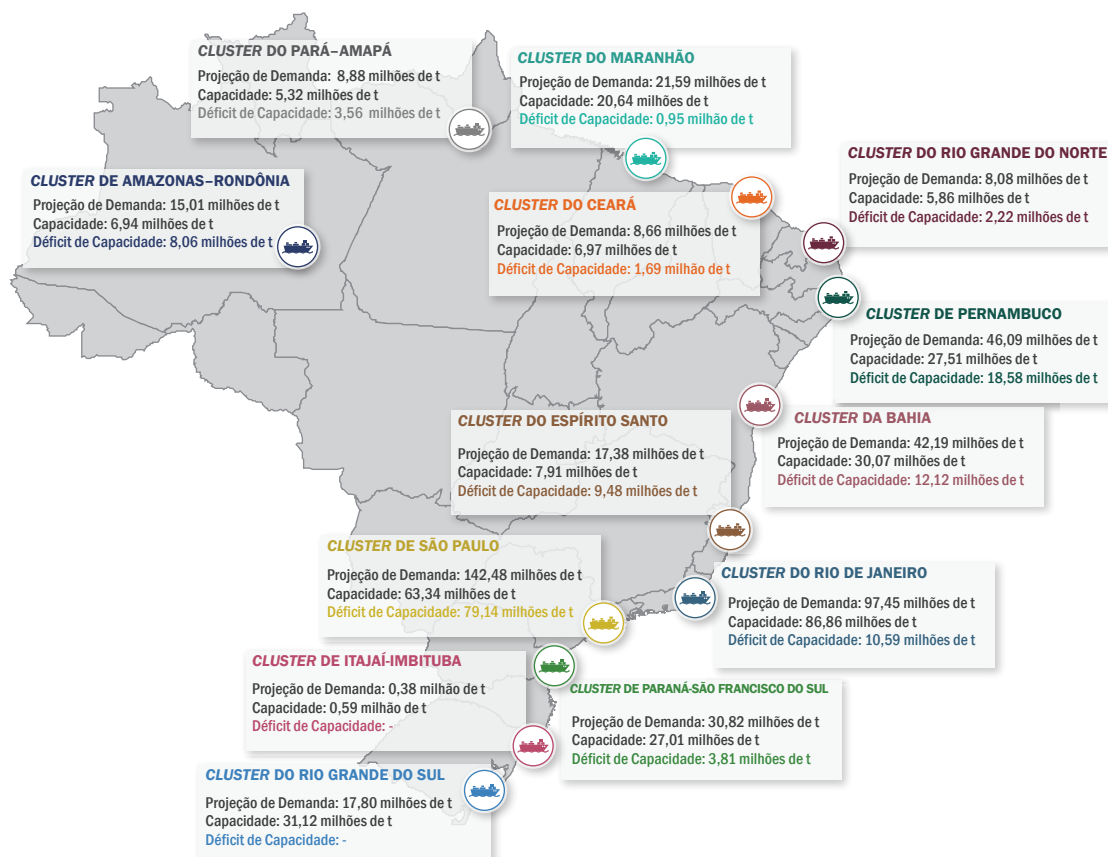 CLUSTER DO PARÁ–AMAPÁ
Projeção de Demanda: 8,88 milhões de t
Capacidade: 5,32 milhões de t
Déficit de Capacidade: 3,56 milhões de t
CLUSTER DO MARANHÃO
Projeção de Demanda: 21,59 milhões de t
Capacidade: 20,64 milhões de t
Déficit de Capacidade: 0,95 milhão de t
CLUSTER DO RIO GRANDE DO NORTE
Projeção de Demanda: 8,08 milhões de t
Capacidade: 5,86 milhões de t
Déficit de Capacidade: 2,22 milhões de t
CLUSTER DE AMAZONAS–RONDÔNIA
Projeção de Demanda: 15,01 milhões de t
Capacidade: 6,94 milhões de t
Déficit de Capacidade: 8,06 milhões de t
CLUSTER DO CEARÁ
Projeção de Demanda: 8,66 milhões de t
Capacidade: 6,97 milhões de t
Déficit de Capacidade: 1,69 milhão de t
CLUSTER DE PERNAMBUCO
Projeção de Demanda: 46,09 milhões de t
Capacidade: 27,51 milhões de t
Déficit de Capacidade: 18,58 milhões de t
CLUSTER DA BAHIA
Projeção de Demanda: 42,19 milhões de t
Capacidade: 30,07 milhões de t
Déficit de Capacidade: 12,12 milhões de t
CLUSTER DO ESPÍRITO SANTO
Projeção de Demanda: 17,38 milhões de t
Capacidade: 7,91 milhões de t
Déficit de Capacidade: 9,48 milhões de t
CLUSTER DE SÃO PAULO
Projeção de Demanda: 142,48 milhões de t
Capacidade: 63,34 milhões de t
Déficit de Capacidade: 79,14 milhões de t
CLUSTER DO RIO DE JANEIRO
Projeção de Demanda: 97,45 milhões de t
Capacidade: 86,86 milhões de t
Déficit de Capacidade: 10,59 milhões de t
CLUSTER DE ITAJAÍ-IMBITUBA
Projeção de Demanda: 0,38 milhão de t
Capacidade: 0,59 milhão de t
Déficit de Capacidade: -
CLUSTER DE PARANÁ-SÃO FRANCISCO DO SUL
Projeção de Demanda: 30,82 milhões de t
Capacidade: 27,01 milhões de t
Déficit de Capacidade: 3,81 milhões de t
CLUSTER DO RIO GRANDE DO SUL
Projeção de Demanda: 17,80 milhões de t
Capacidade: 31,12 milhões de t
Déficit de Capacidade: -